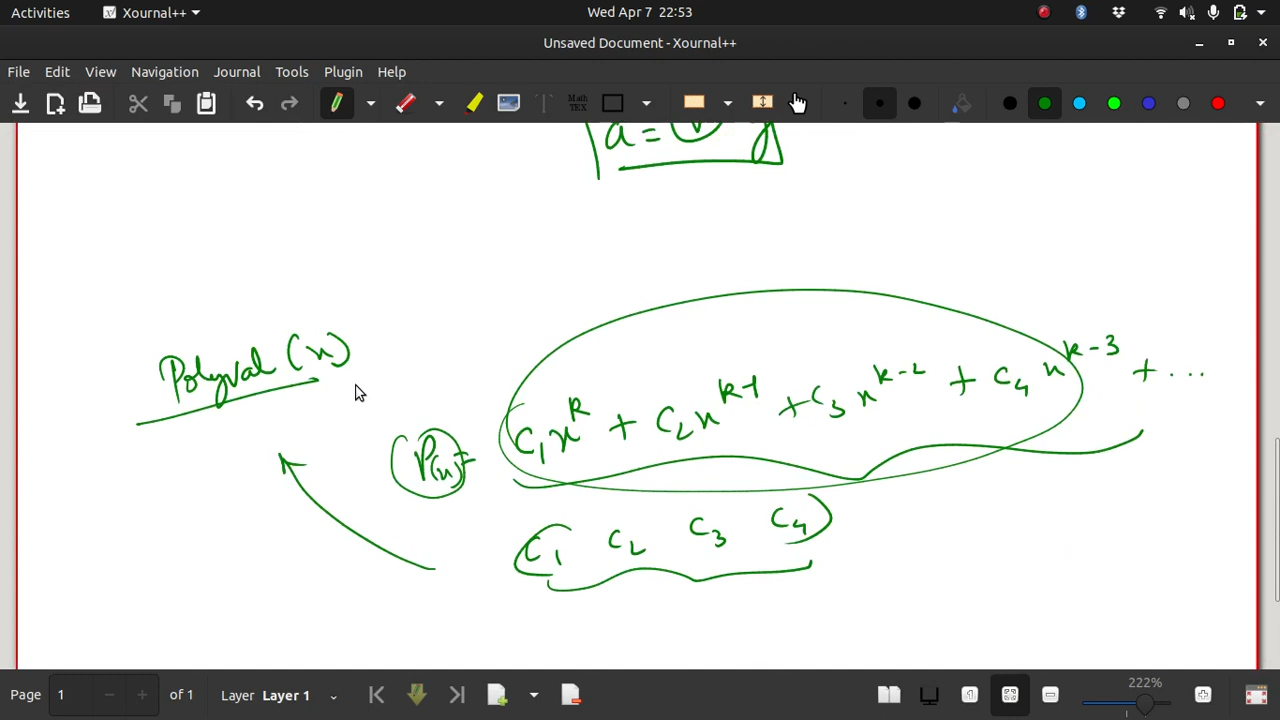 Activities Xournal++ Wed Apr 7 22:53
Unsaved Document - Xournal++
File Edit View Navigation Journal Tools Plugin Help
Math TEX
a =
Polyval (x)
P(x) = C₁x^k + C₂x^k-1 + C₃x^k-2 + C₄x^k-3 + ...
C₁ C₂ C₃ C₄
Page 1 of 1 Layer Layer 1 222%